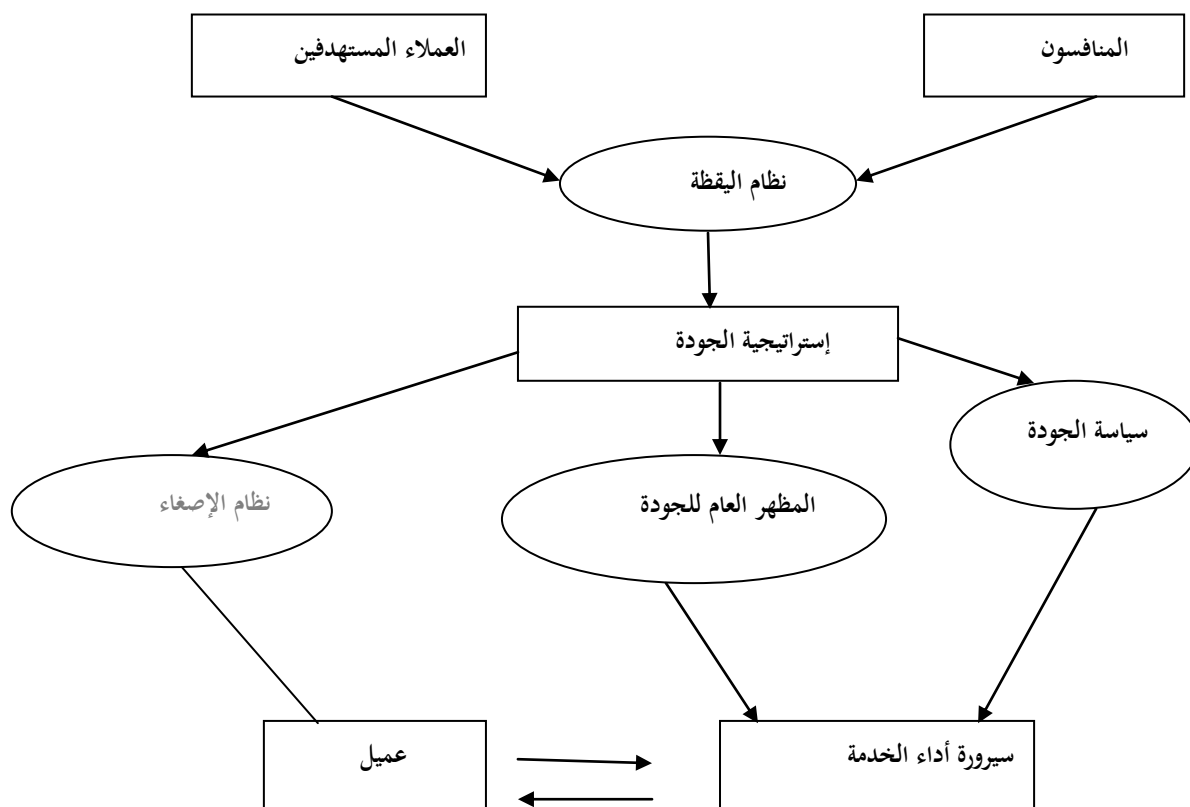 المنافسون
العملاء المستهدفين
نظام اليقظة
إستراتيجية الجودة
سياسة الجودة
المظهر العام للجودة
نظام الإصغاء
سيرورة أداء الخدمة
عميل